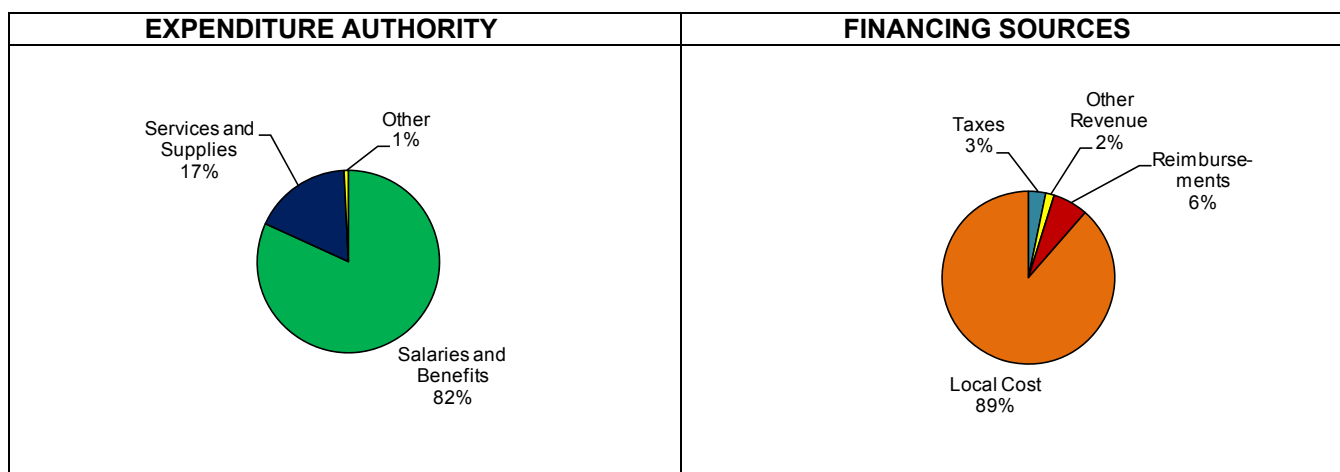 EXPENDITURE AUTHORITY
Services and
Supplies
17%
Other
1%
Salaries and
Benefits
82%
FINANCING SOURCES
Taxes
3%
Other
Revenue
2%
Reimburse-
ments
6%
Local Cost
89%